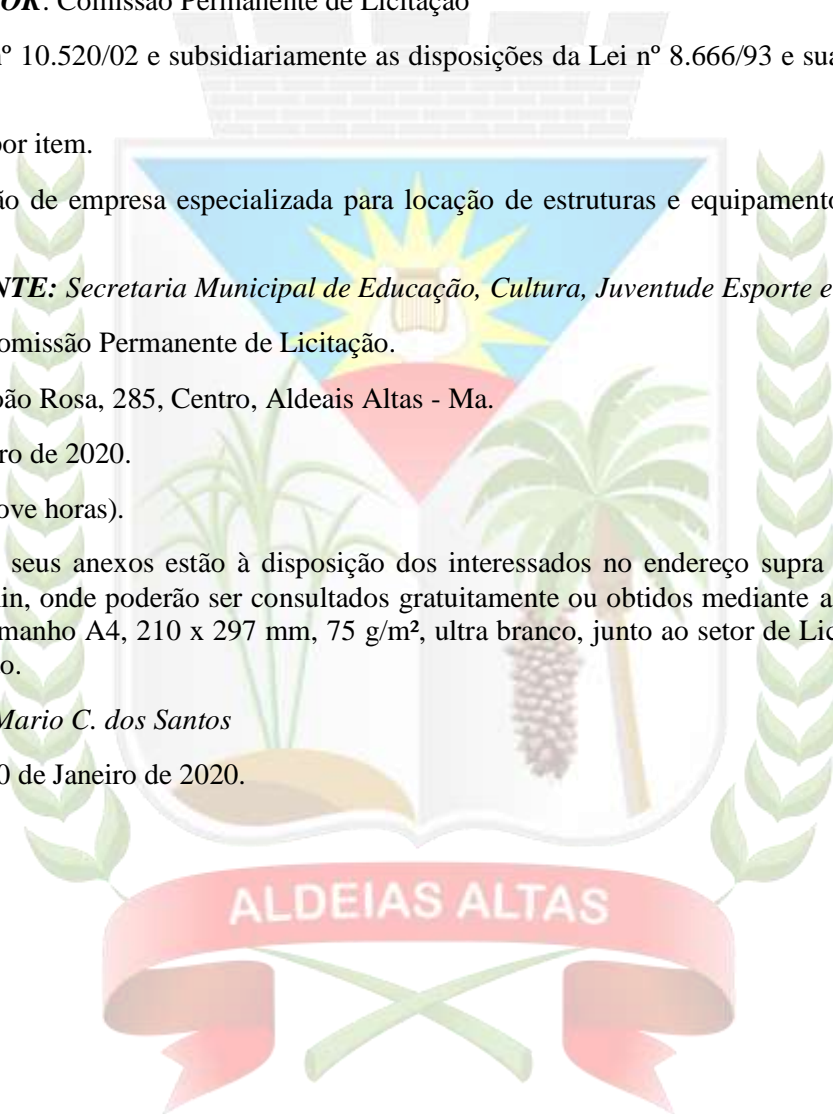 OR: Comissão Permanente de Licitação
nº 10.520/02 e subsidiariamente as disposições da Lei nº 8.666/93 e sua
por item.
ão de empresa especializada para locação de estruturas e equipamento
NTE: Secretaria Municipal de Educação, Cultura, Juventude Esporte e
omissão Permanente de Licitação.
oão Rosa, 285, Centro, Aldeais Altas - Ma.
ro de 2020.
ove horas).
seus anexos estão à disposição dos interessados no endereço supra
in, onde poderão ser consultados gratuitamente ou obtidos mediante a
manho A4, 210 x 297 mm, 75 g/m², ultra branco, junto ao setor de Lic
o.
Mario C. dos Santos
0 de Janeiro de 2020.
ALDEIAS ALTAS